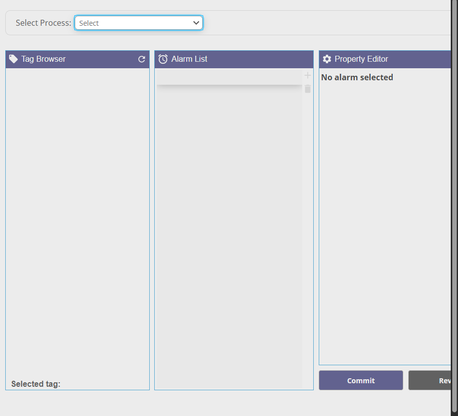 Select Process: Select
Tag Browser
Alarm List
Property Editor
No alarm selected
Selected tag:
Commit